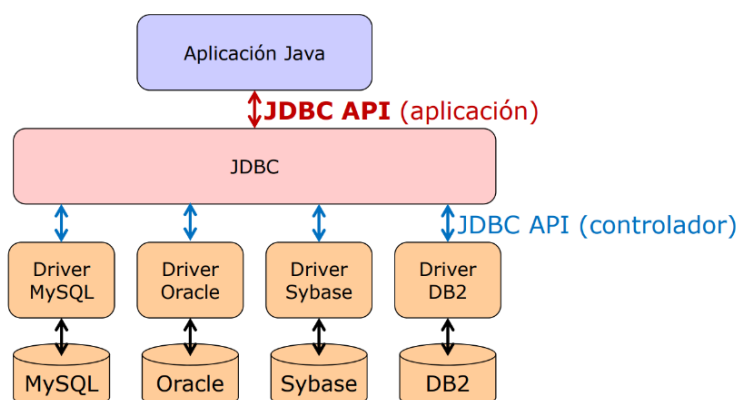 Aplicación Java
JDBC API (aplicación)
JDBC
JDBC API (controlador)
Driver
MySQL
Driver
Oracle
Driver
Sybase
Driver
DB2
MySQL
Oracle
Sybase
DB2